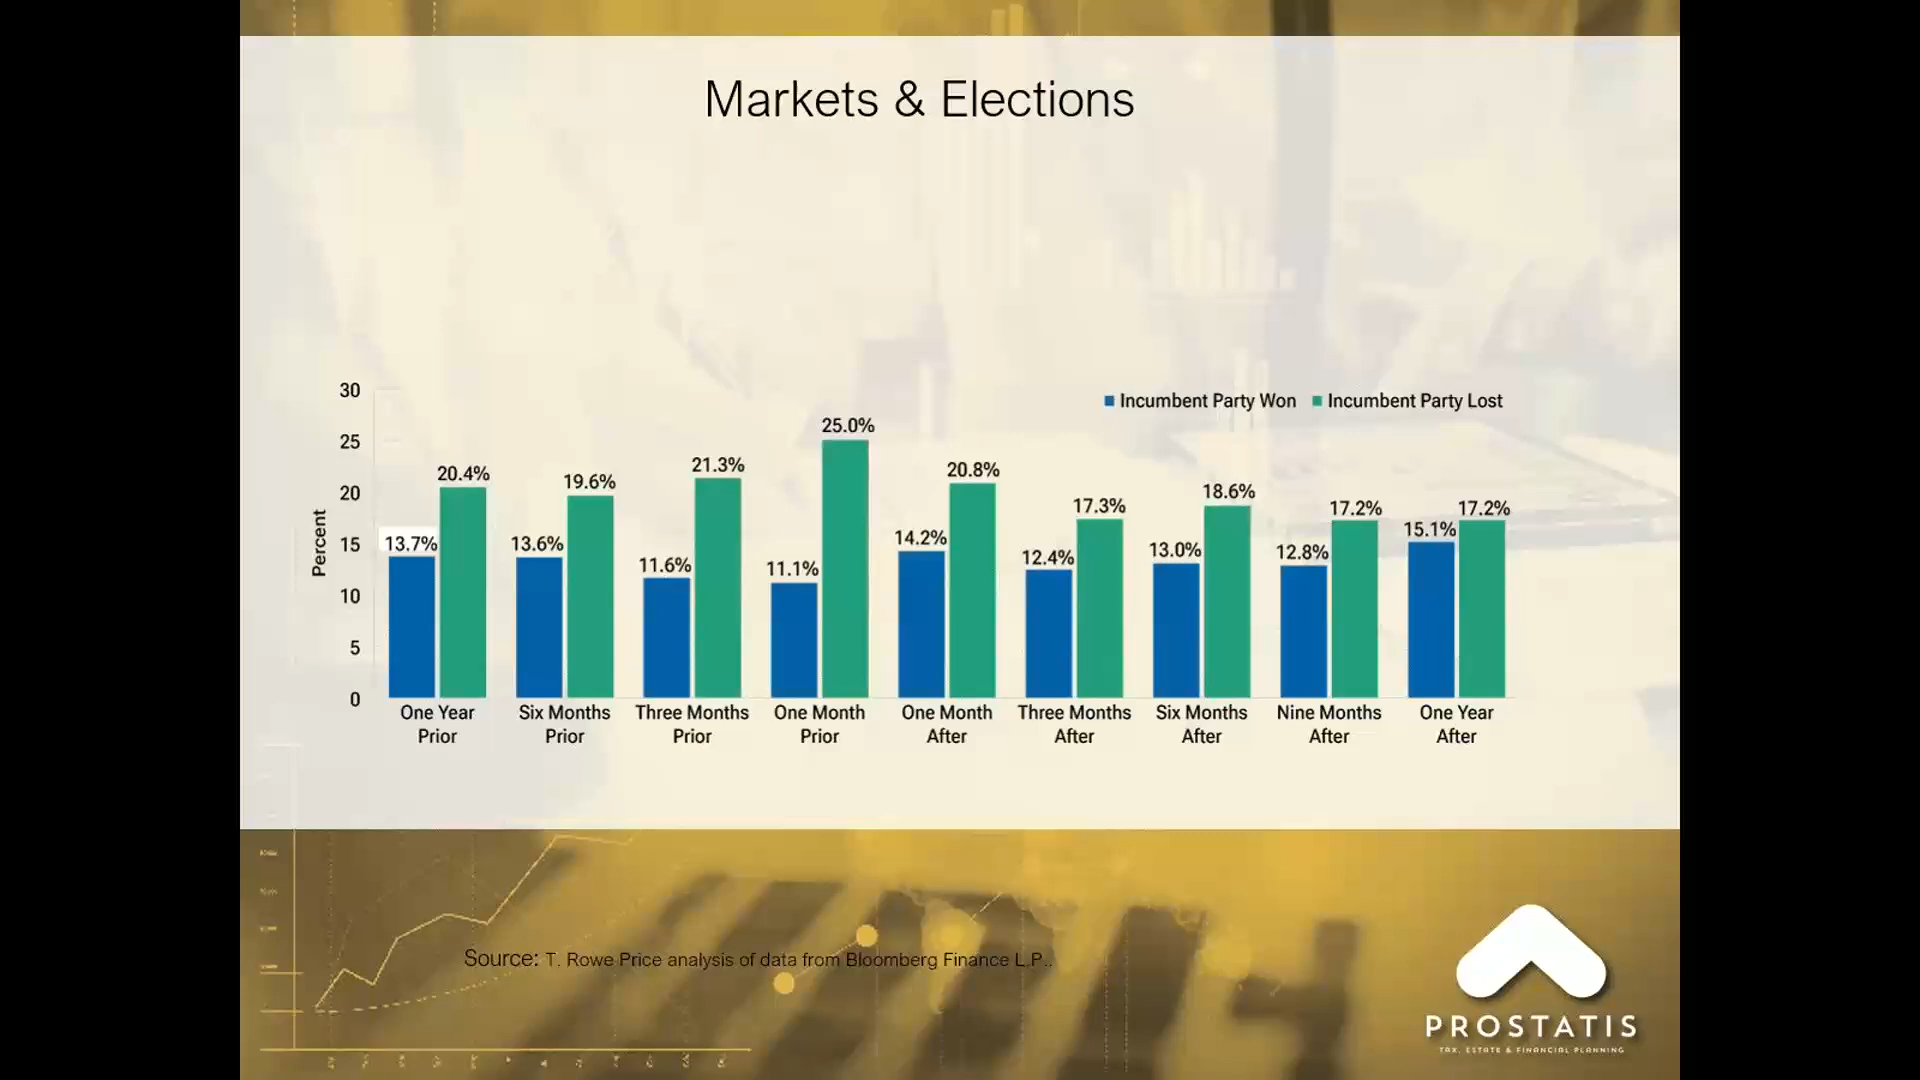 Markets & Elections
30
25
20
15
10
5
0
Percent
Incumbent Party Won
Incumbent Party Lost
13.7%
20.4%
13.6%
19.6%
11.6%
21.3%
11.1%
25.0%
14.2%
20.8%
12.4%
17.3%
13.0%
18.6%
12.8%
17.2%
15.1%
17.2%
One Year
Prior
Six Months
Prior
Three Months
Prior
One Month
Prior
One Month
After
Three Months
After
Six Months
After
Nine Months
After
One Year
After
Source: T. Rowe Price analysis of data from Bloomberg Finance L.P..
PROSTATIS
TAX, ESTATE & FINANCIAL PLANNING